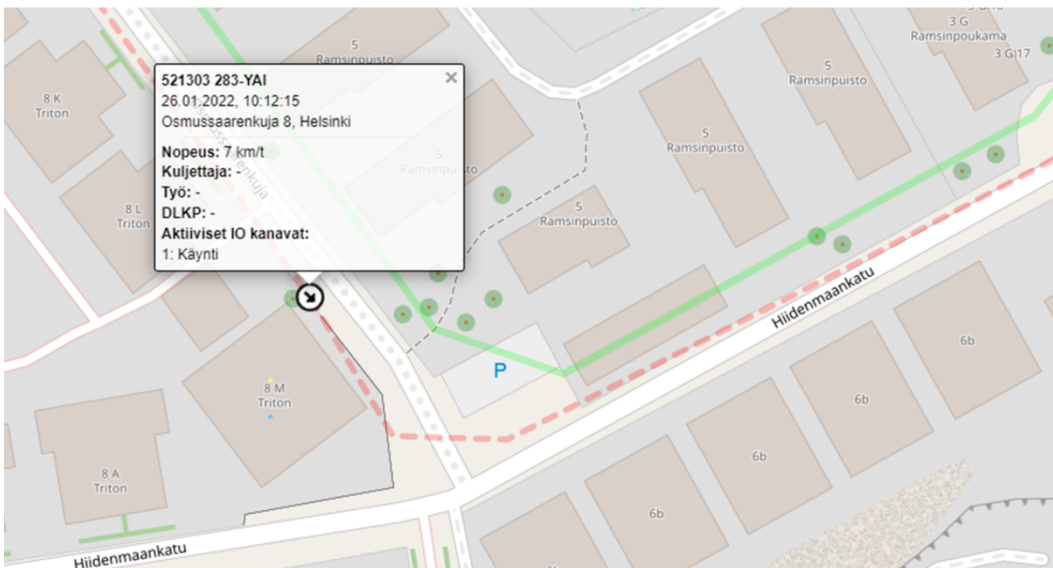 3 G
Ramsinpoukama
3 G 17
5
Ramsinpuisto
5
Ramsinpuisto
8 K
Triton
521303 283-YAI
26.01.2022, 10:12:15
Osmussaarenkuja 8, Helsinki
Nopeus: 7 km/t
Kuljettaja: -
Työ: -
DLKP: -
Aktiiviset IO kanavat:
1: Käynti
×
Osmussaarenkuja
5
Ramsinpuisto
Ramsinpuisto
8 L
Triton
5
Ramsinpuisto
Hiidenmaankatu
P
6b
8 M
Triton
6b
6b
8 A
Triton
6b
Hiidenmaankatu